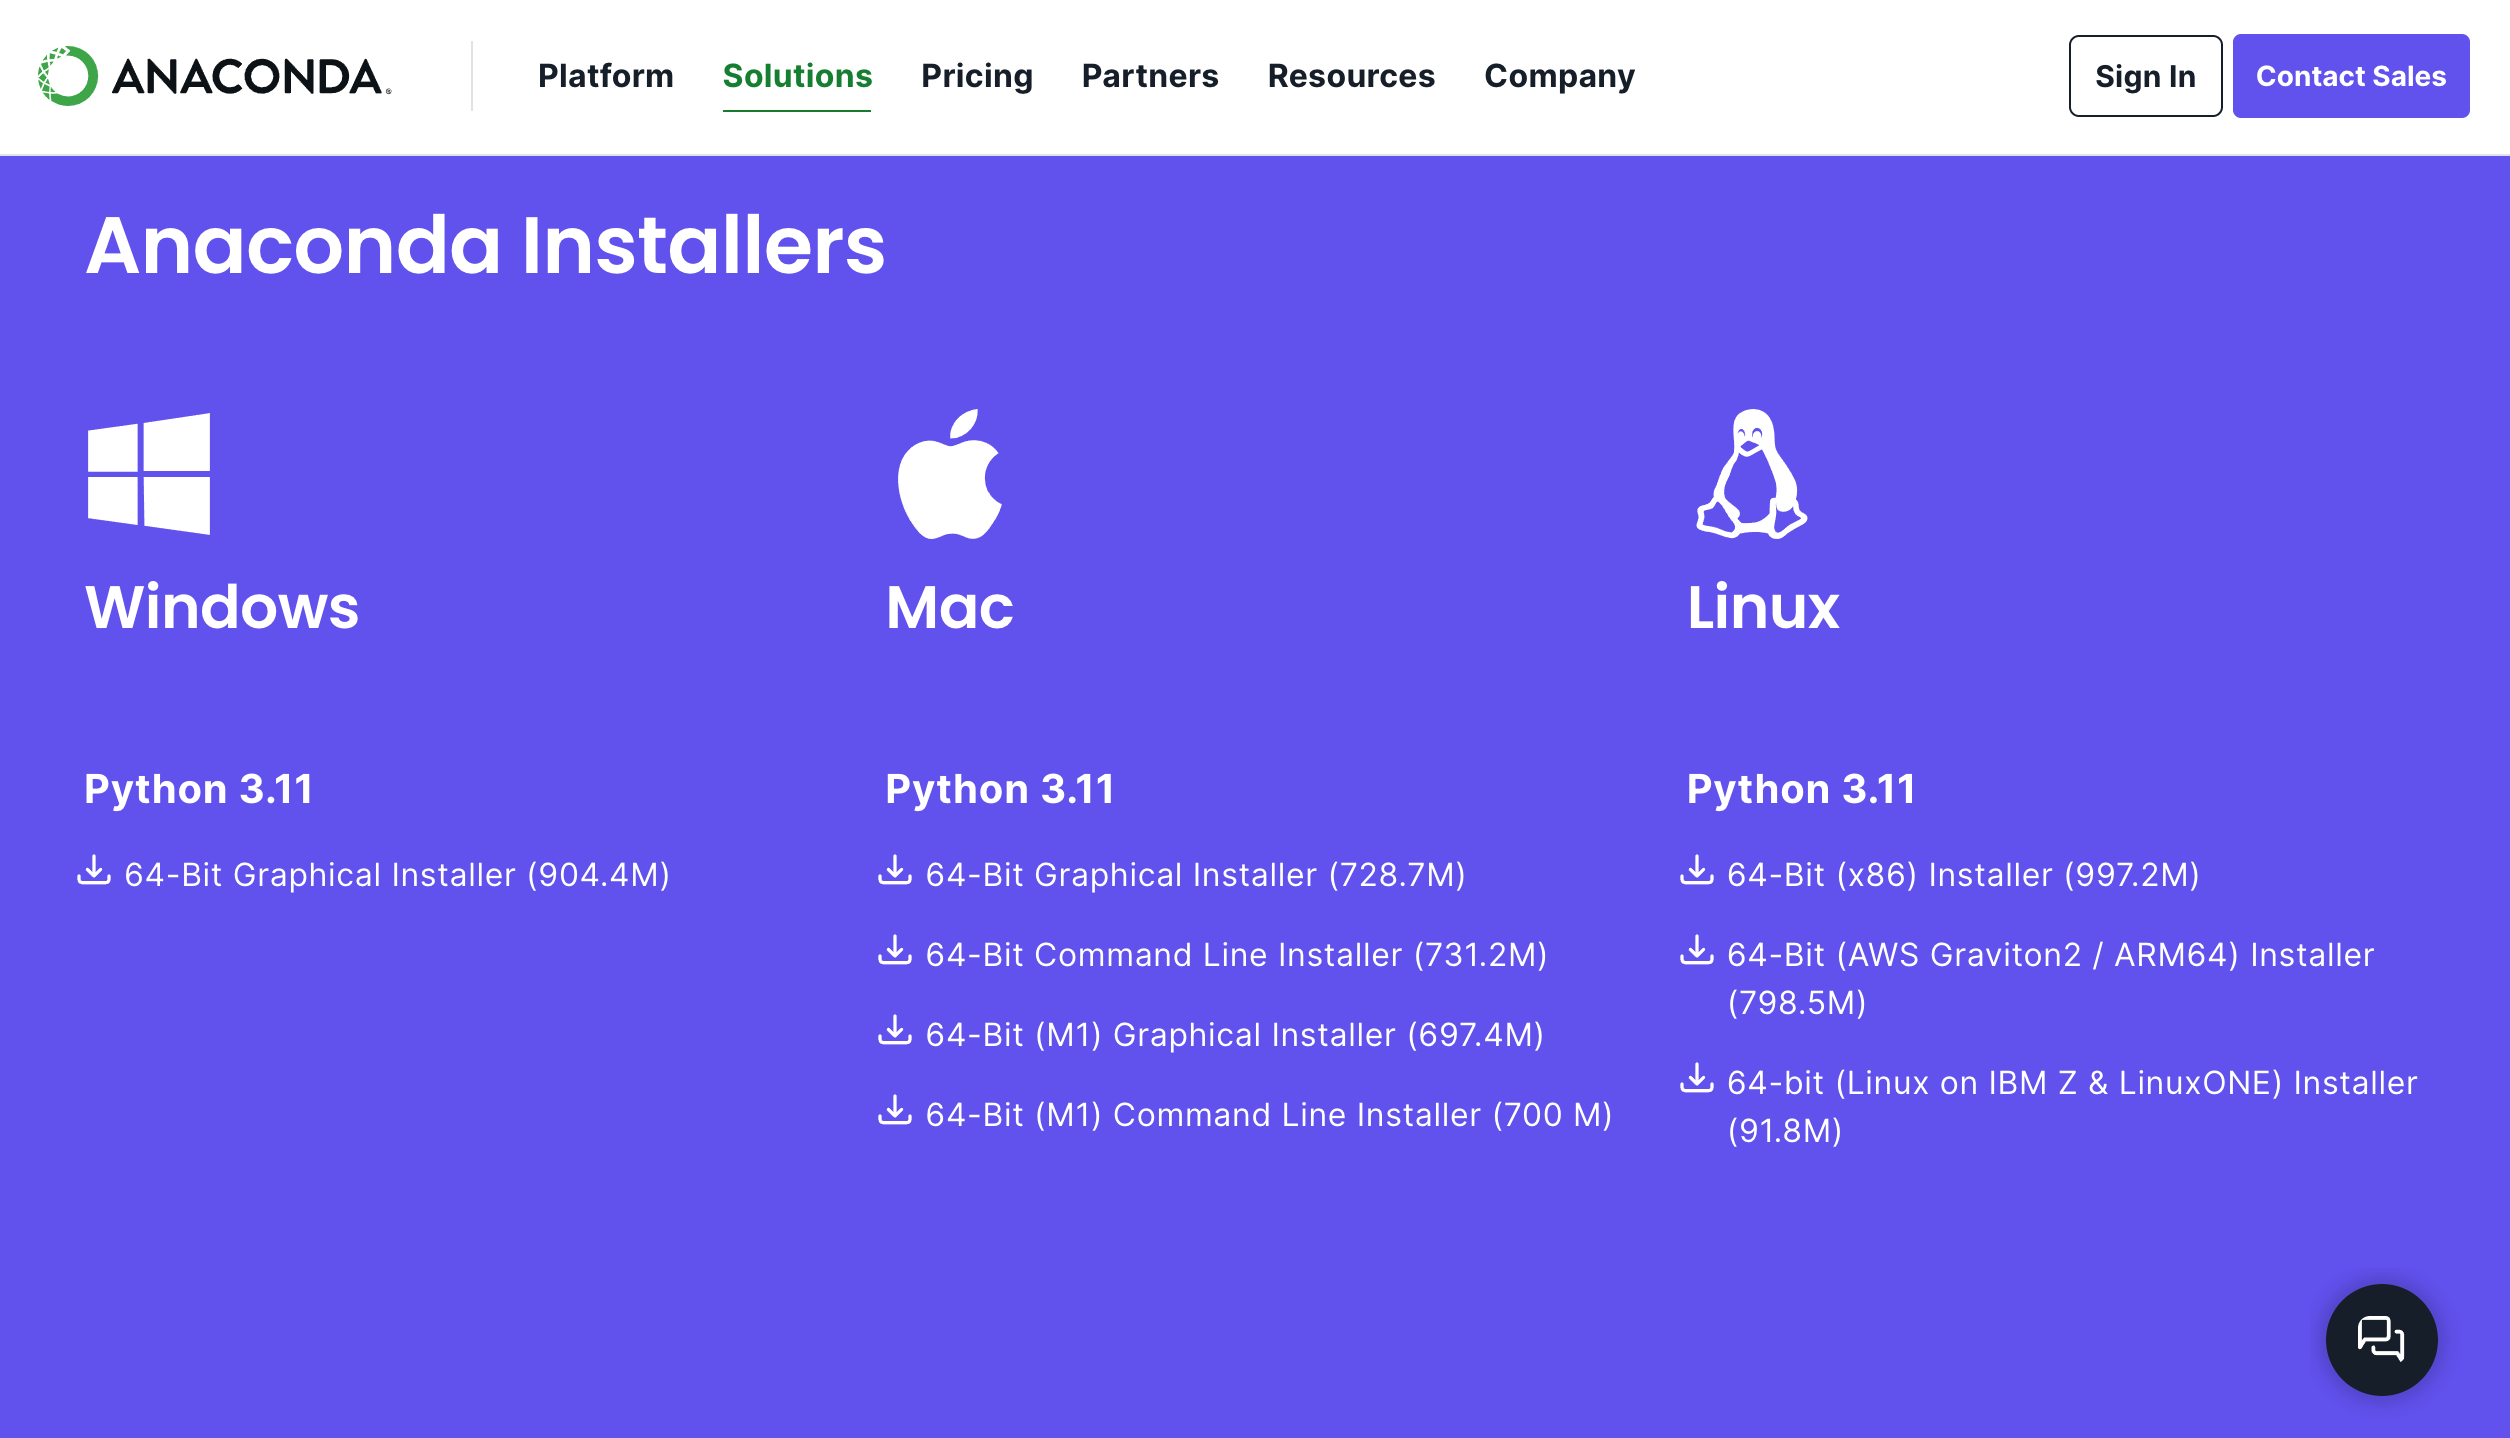 ANACONDA.
Platform
Solutions
Pricing
Partners
Resources
Company
Sign In
Contact Sales
Anaconda Installers
Windows
Python 3.11
64-Bit Graphical Installer (904.4M)
Mac
Python 3.11
64-Bit Graphical Installer (728.7M)
64-Bit Command Line Installer (731.2M)
64-Bit (M1) Graphical Installer (697.4M)
64-Bit (M1) Command Line Installer (700 M)
Linux
Python 3.11
64-Bit (x86) Installer (997.2M)
64-Bit (AWS Graviton2 / ARM64) Installer
(798.5M)
64-bit (Linux on IBM Z & LinuxONE) Installer
(91.8M)